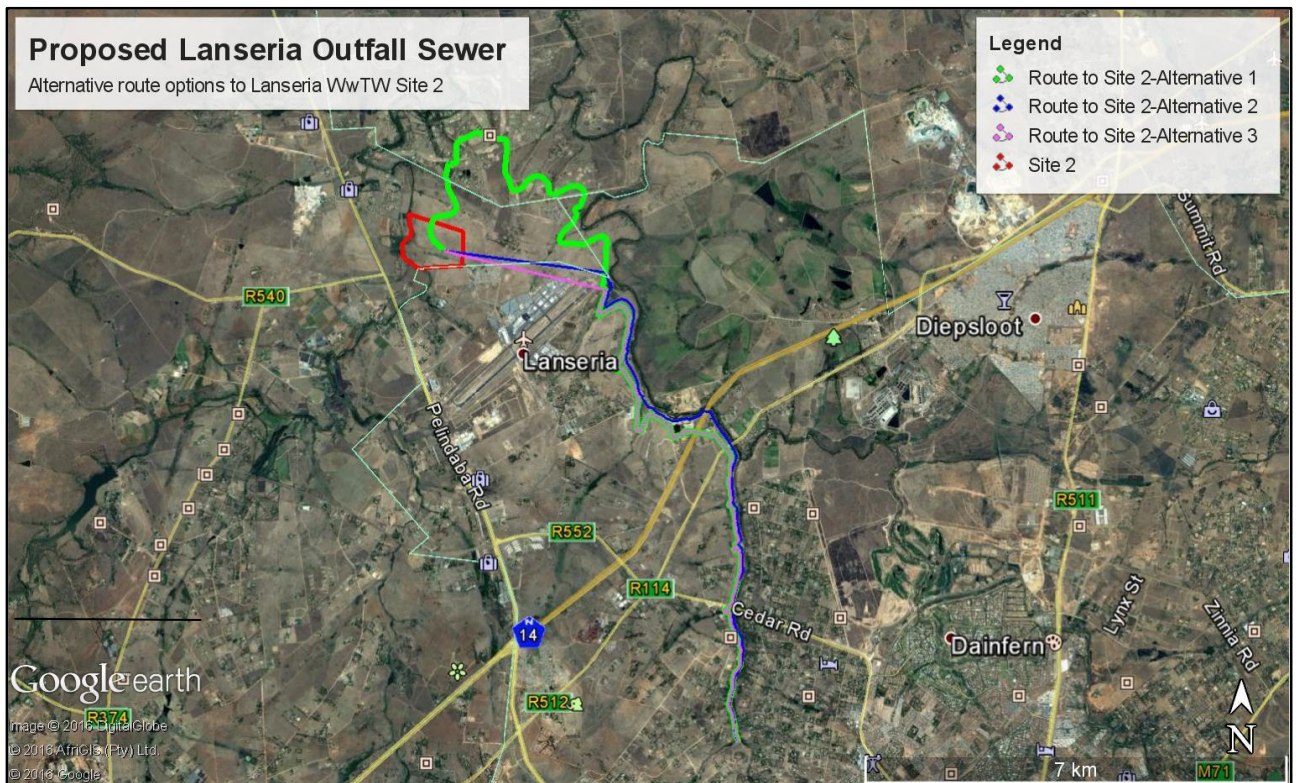 Proposed Lanseria Outfall Sewer
Alternative route options to Lanseria WwTW Site 2
Legend
Route to Site 2-Alternative 1
Route to Site 2-Alternative 2
Route to Site 2-Alternative 3
Site 2
Summit Rd
R540
Diepsloot
Lanseria
Pelindaba Rd
R511
R552
R114
Cedar Rd
Lynx St
Zinnia Rd
N
14
Dainfern
Google earth
R512
R374
Image © 2016 DigitalGlobe
© 2016 AfriGIS (Pty) Ltd.
© 2016 Google
N
7 km
M71